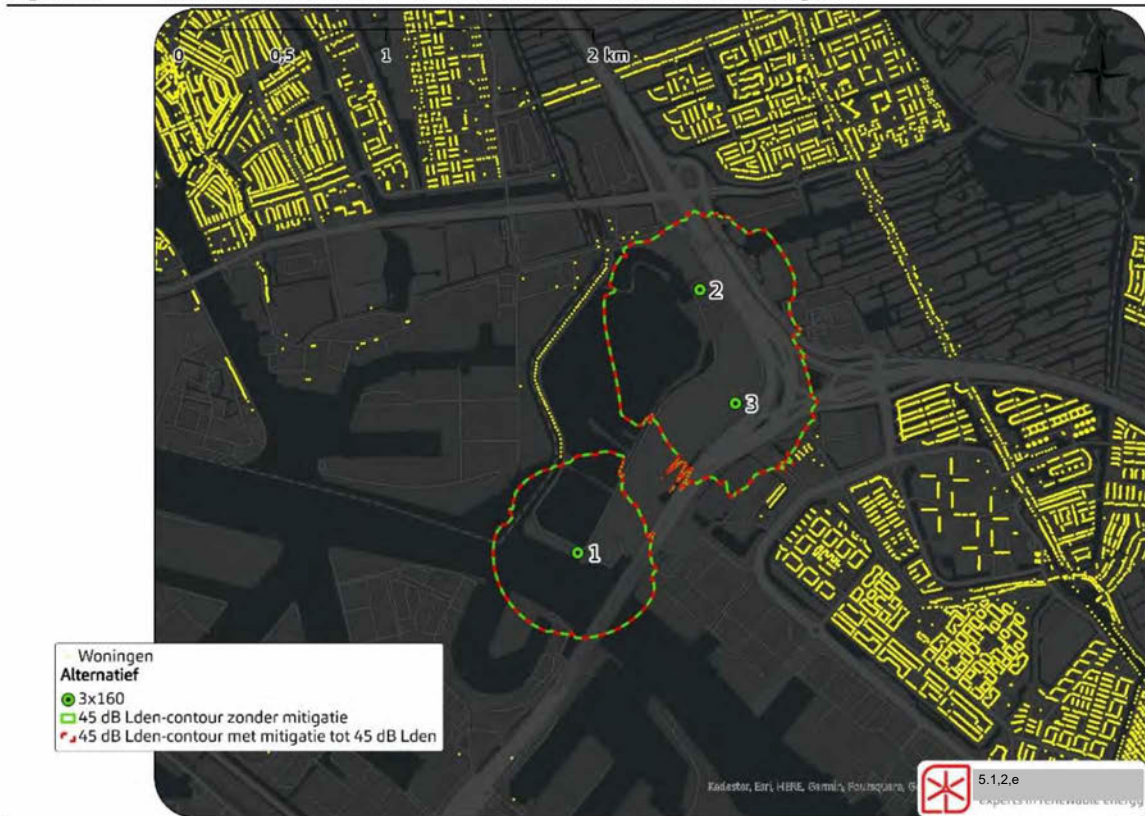 0 0,5 1 2 km
2
3
1
Woningen
Alternatief
3x160
45 dB Lden-contour zonder mitigatie
45 dB Lden-contour met mitigatie tot 45 dB Lden
Kadaster, Esri, HERE, Garmin, Foursquare, G
5.1,2,e
experts in renewable energy